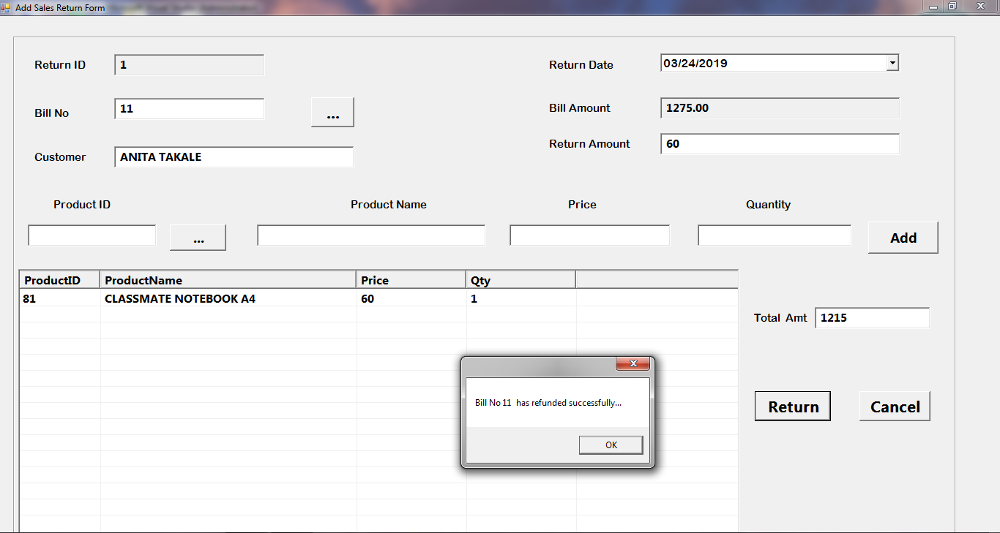 Add Sales Return Form
Return ID 1 Return Date 03/24/2019
Bill No 11 ... Bill Amount 1275.00
Return Amount 60
Customer ANITA TAKALE
Product ID Product Name Price Quantity
... Add
ProductID ProductName Price Qty
81 CLASSMATE NOTEBOOK A4 60 1
Total Amt 1215
Bill No 11 has refunded successfully...
OK
Return Cancel